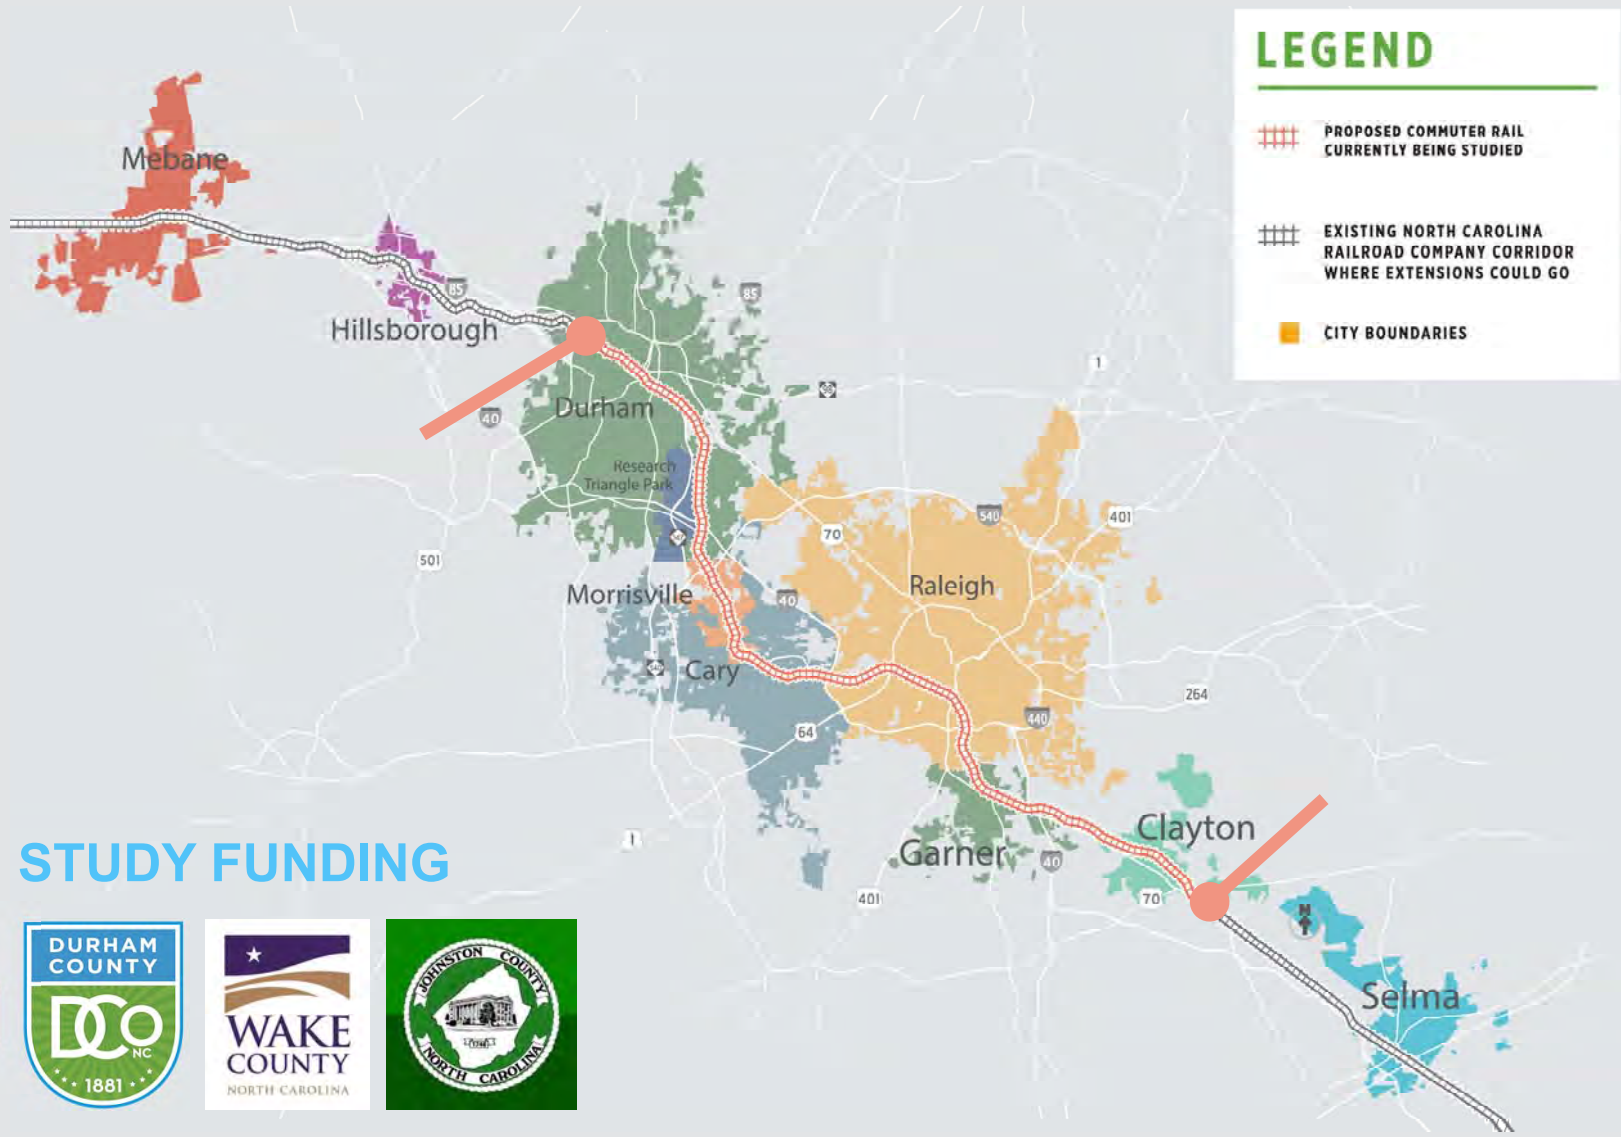 LEGEND
PROPOSED COMMUTER RAIL
CURRENTLY BEING STUDIED
EXISTING NORTH CAROLINA
RAILROAD COMPANY CORRIDOR
WHERE EXTENSIONS COULD GO
CITY BOUNDARIES
Mebane
Hillsborough
85
85
1
40
Durham
Research
Triangle Park
540
401
70
501
Morrisville
40
Raleigh
Cary
264
64
440
Clayton
1
Garner
40
401
70
N
Selma
STUDY FUNDING
DURHAM
COUNTY
DCO
NC
1881
WAKE
COUNTY
NORTH CAROLINA
JOHNSTON COUNTY
NORTH CAROLINA